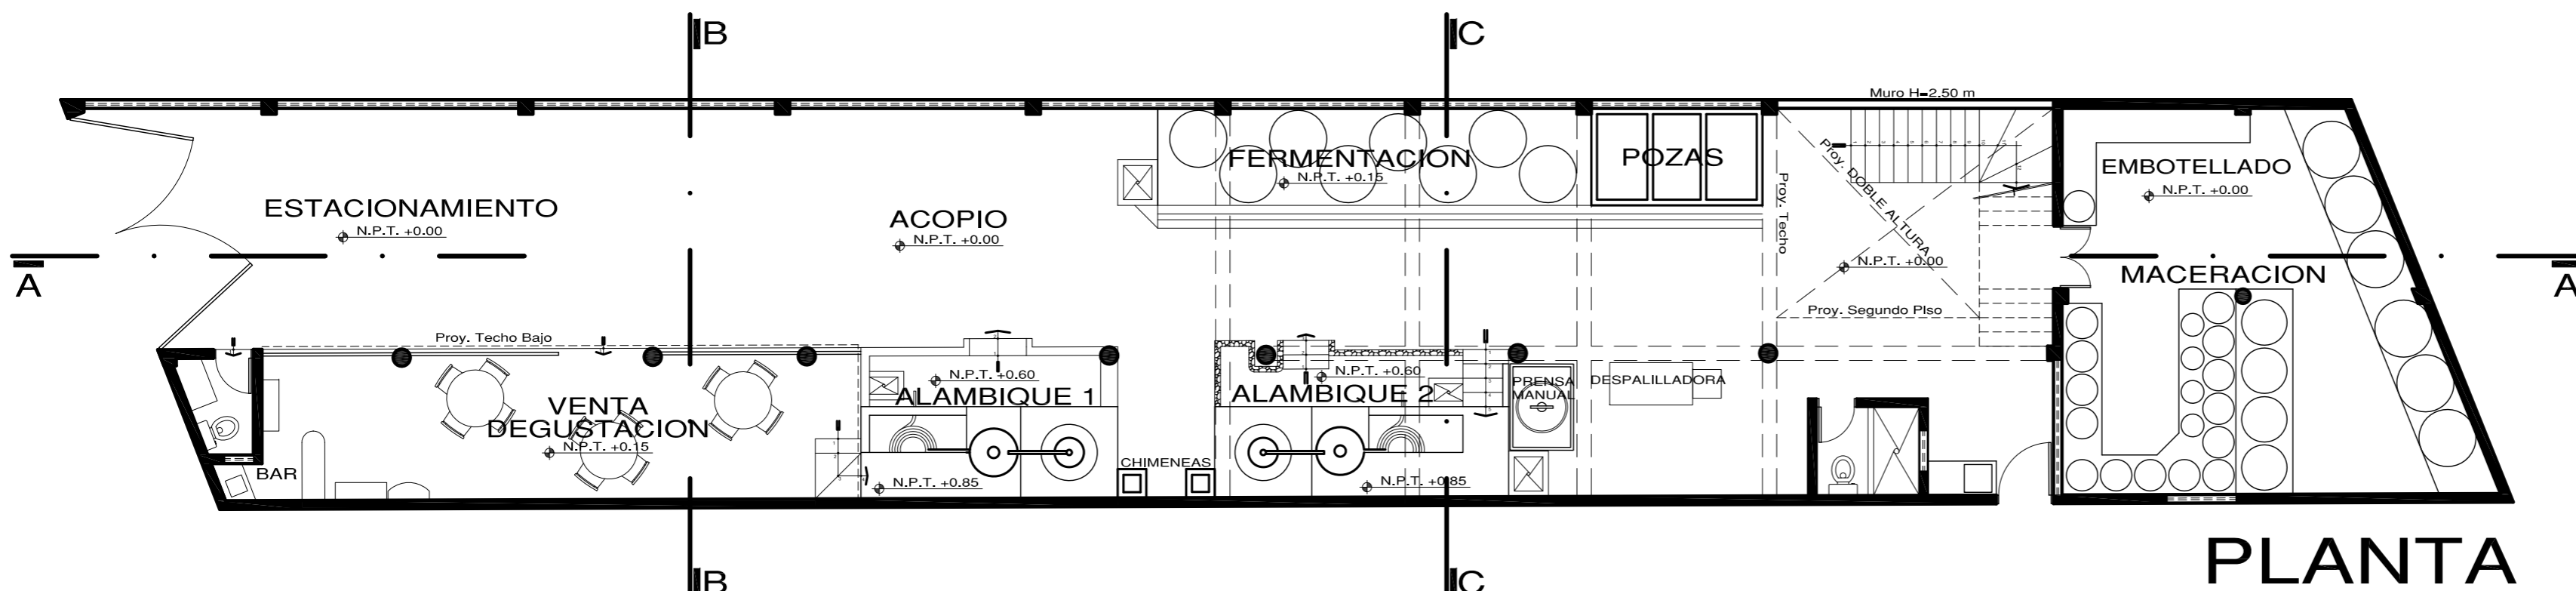 B
C
Muro H=2.50 m
FERMENTACION
N.P.T. +0.15
POZAS
Proy. DOBLE ALTURA
Proy. Techo
EMBOTELLADO
N.P.T. +0.00
ESTACIONAMIENTO
N.P.T. +0.00
ACOPIO
N.P.T. +0.00
A
N.P.T. +0.00
MACERACION
A
Proy. Techo Bajo
Proy. Segundo PIso
N.P.T. +0.60
ALAMBIQUE 1
N.P.T. +0.60
ALAMBIQUE 2
PRENSA
MANUAL
DESPALILLADORA
VENTA
DEGUSTACION
N.P.T. +0.15
BAR
CHIMENEAS
N.P.T. +0.85
N.P.T. +0.85
B
C
PLANTA